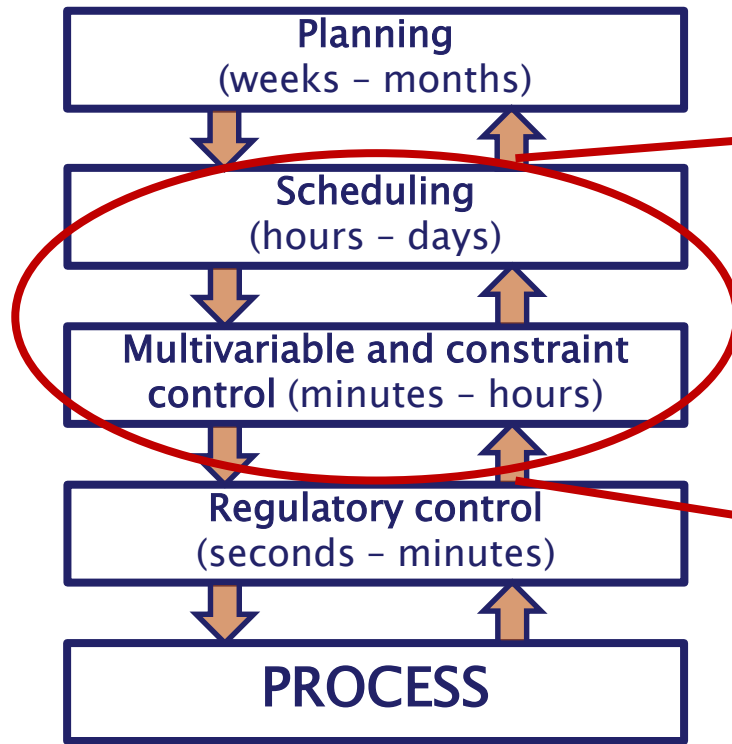 Planning
(weeks – months)
Scheduling
(hours – days)
Multivariable and constraint
control (minutes – hours)
Regulatory control
(seconds – minutes)
PROCESS